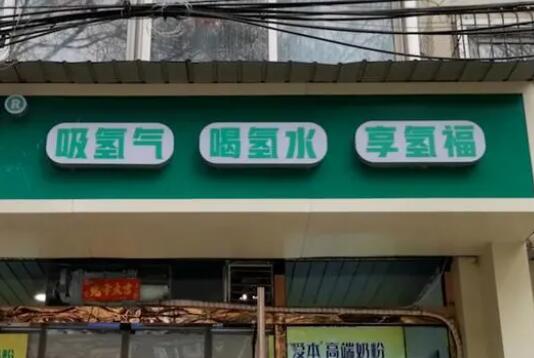 ®
吸氢气 喝氢水 享氢福
爱本 高端奶粉